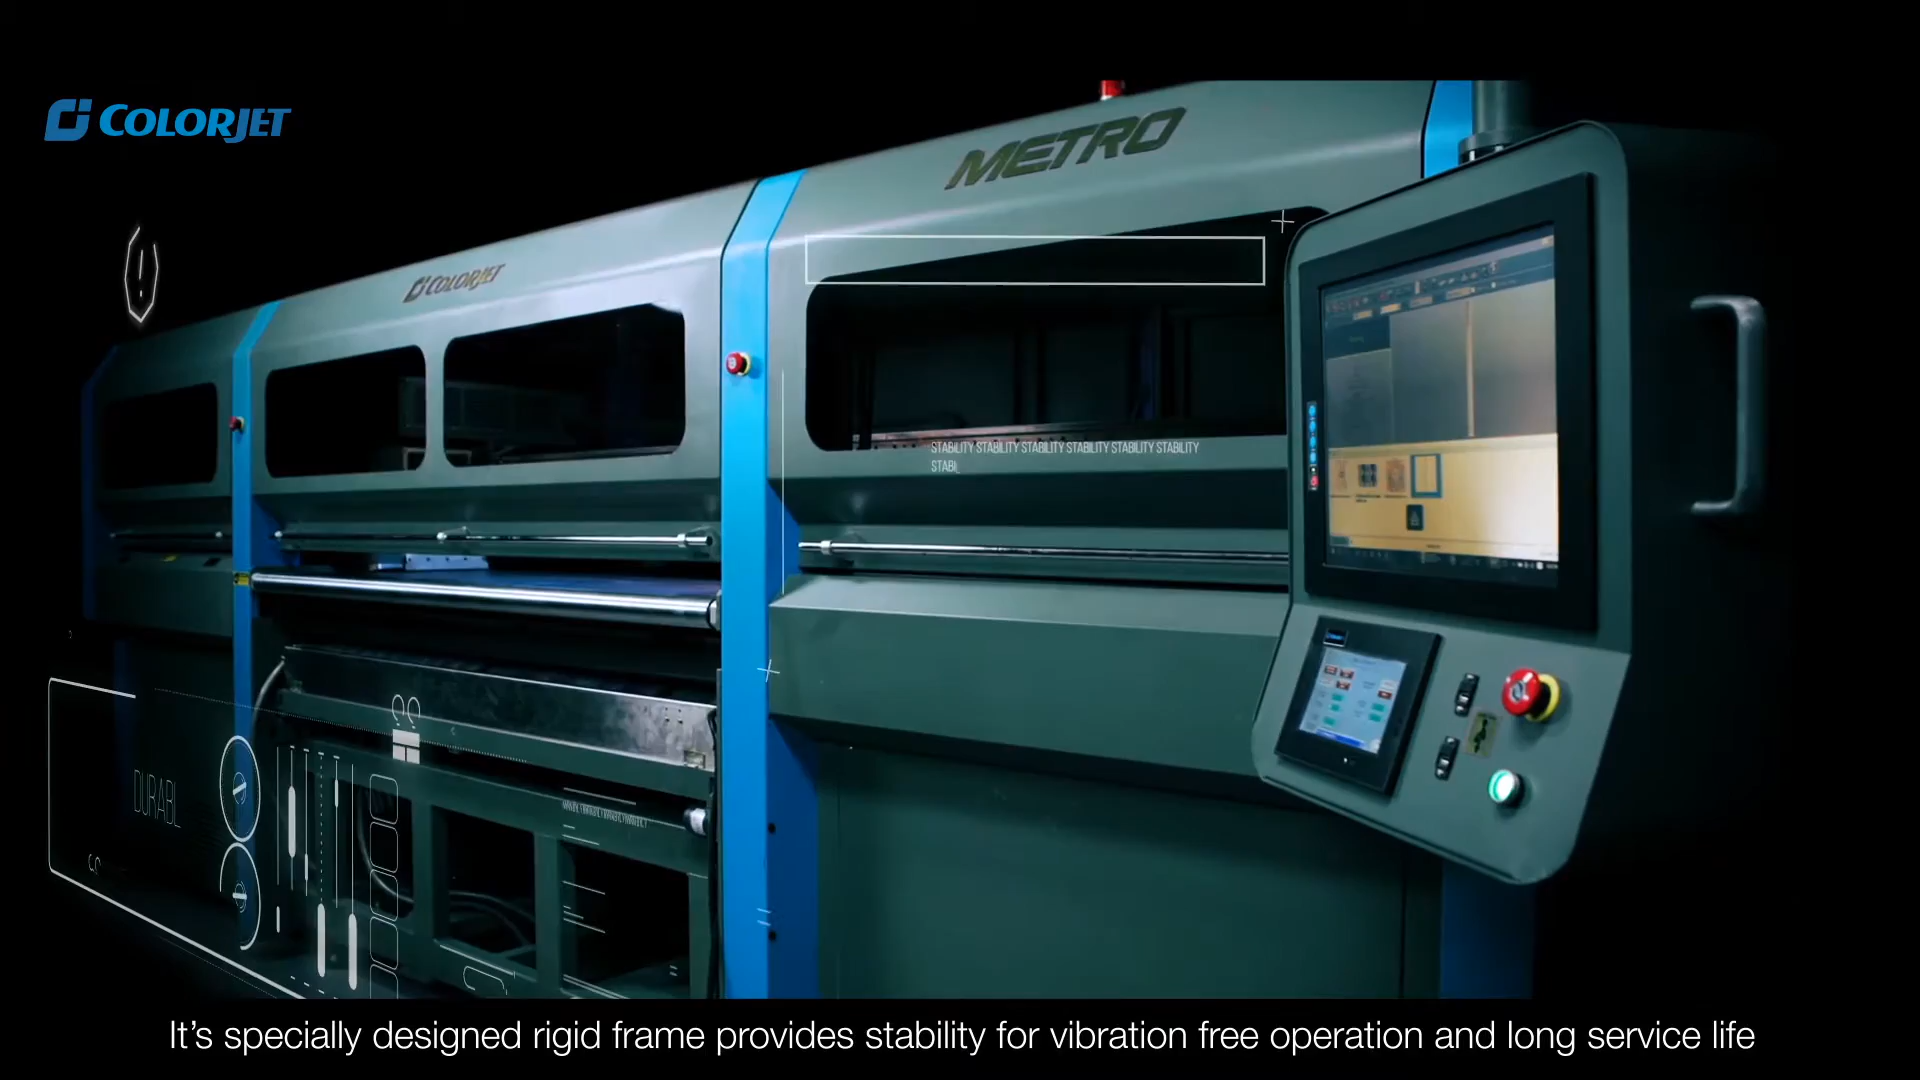 COLORJET
METRO
COLORJET
STABILITY STABILITY STABILITY STABILITY STABILITY STABILITY
STABI
DURABL
It's specially designed rigid frame provides stability for vibration free operation and long service life